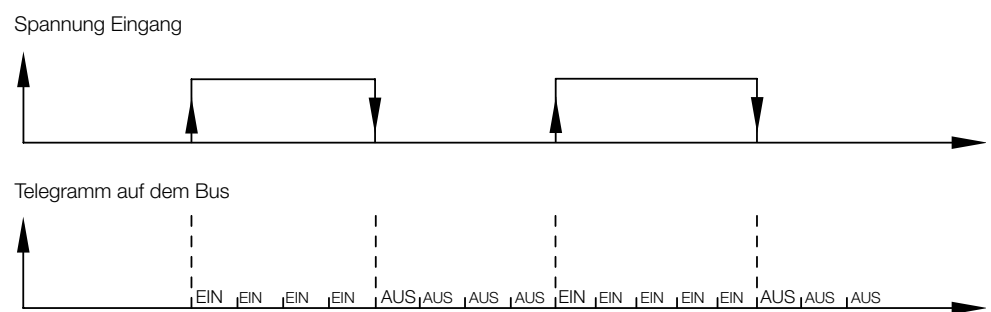 Spannung Eingang
Telegramm auf dem Bus
EIN EIN EIN EIN AUS AUS AUS AUS EIN EIN EIN EIN EIN AUS AUS AUS